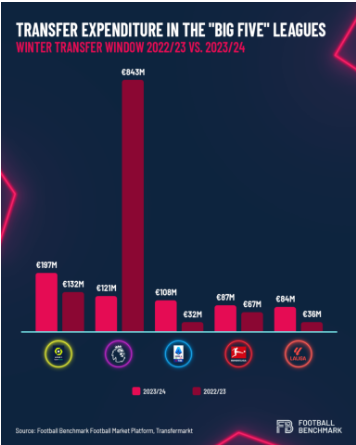 TRANSFER EXPENDITURE IN THE "BIG FIVE" LEAGUES
WINTER TRANSFER WINDOW 2022/23 VS. 2023/24
€843M
€197M
€132M
€121M
€108M
€32M
€87M
€67M
€84M
€36M
LALIGA
2023/24
2022/23
Source: Football Benchmark Football Market Platform, Transfermarkt
FB FOOTBALL
BENCHMARK